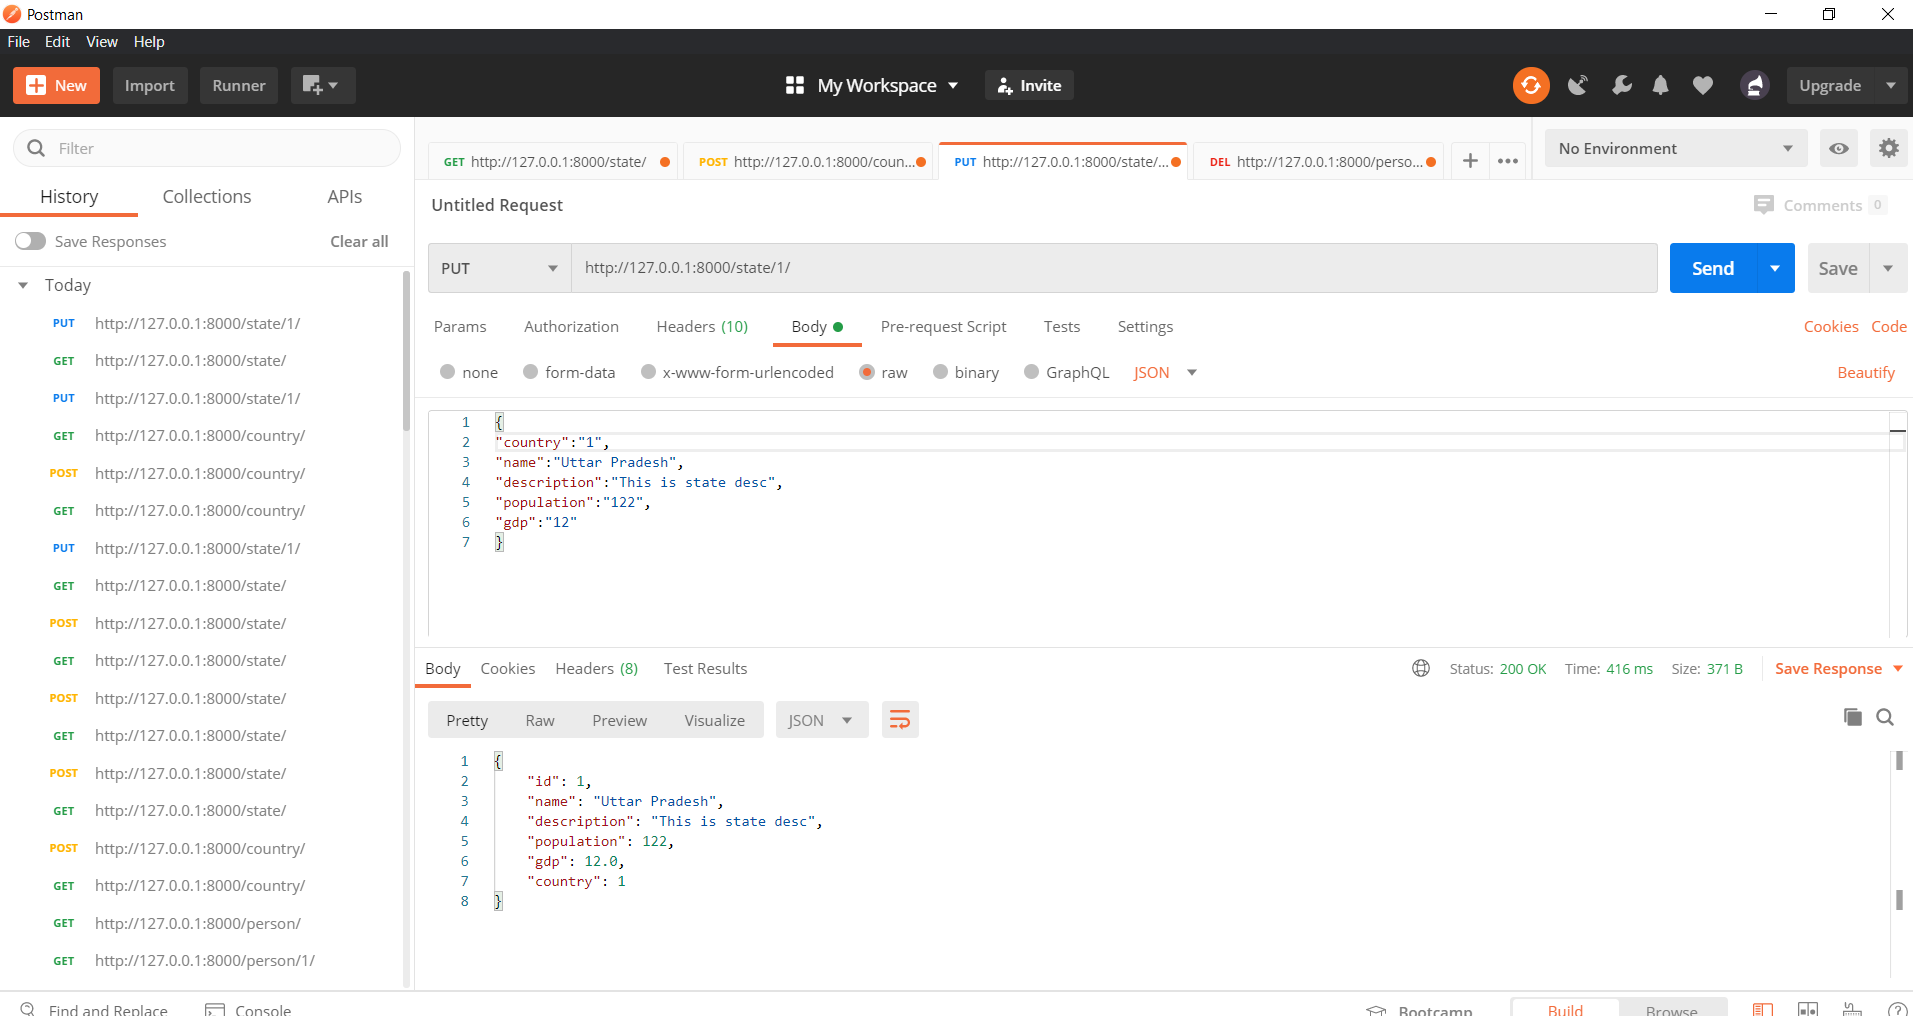 Postman
File Edit View Help
New Import Runner My Workspace Invite Upgrade
Filter
History Collections APIs
Save Responses Clear all
Today
PUT http://127.0.0.1:8000/state/1/
GET http://127.0.0.1:8000/state/
PUT http://127.0.0.1:8000/state/1/
GET http://127.0.0.1:8000/country/
POST http://127.0.0.1:8000/country/
GET http://127.0.0.1:8000/country/
PUT http://127.0.0.1:8000/state/1/
GET http://127.0.0.1:8000/state/
POST http://127.0.0.1:8000/state/
GET http://127.0.0.1:8000/state/
POST http://127.0.0.1:8000/state/
GET http://127.0.0.1:8000/state/
POST http://127.0.0.1:8000/state/
GET http://127.0.0.1:8000/state/
POST http://127.0.0.1:8000/country/
GET http://127.0.0.1:8000/country/
GET http://127.0.0.1:8000/person/
GET http://127.0.0.1:8000/person/1/
GET http://127.0.0.1:8000/state/ POST http://127.0.0.1:8000/coun... PUT http://127.0.0.1:8000/state/... DEL http://127.0.0.1:8000/perso... + ••• No Environment
Untitled Request Comments 0
PUT http://127.0.0.1:8000/state/1/ Send Save
Params Authorization Headers (10) Body Pre-request Script Tests Settings Cookies Code
none form-data x-www-form-urlencoded raw binary GraphQL JSON Beautify
1 {
2 "country":"1",
3 "name":"Uttar Pradesh",
4 "description":"This is state desc",
5 "population":"122",
6 "gdp":"12"
7 }
Body Cookies Headers (8) Test Results Status: 200 OK Time: 416 ms Size: 371 B Save Response
Pretty Raw Preview Visualize JSON
1 {
2 "id": 1,
3 "name": "Uttar Pradesh",
4 "description": "This is state desc",
5 "population": 122,
6 "gdp": 12.0,
7 "country": 1
8 }
Find and Replace Console Bootcamp Build Browse